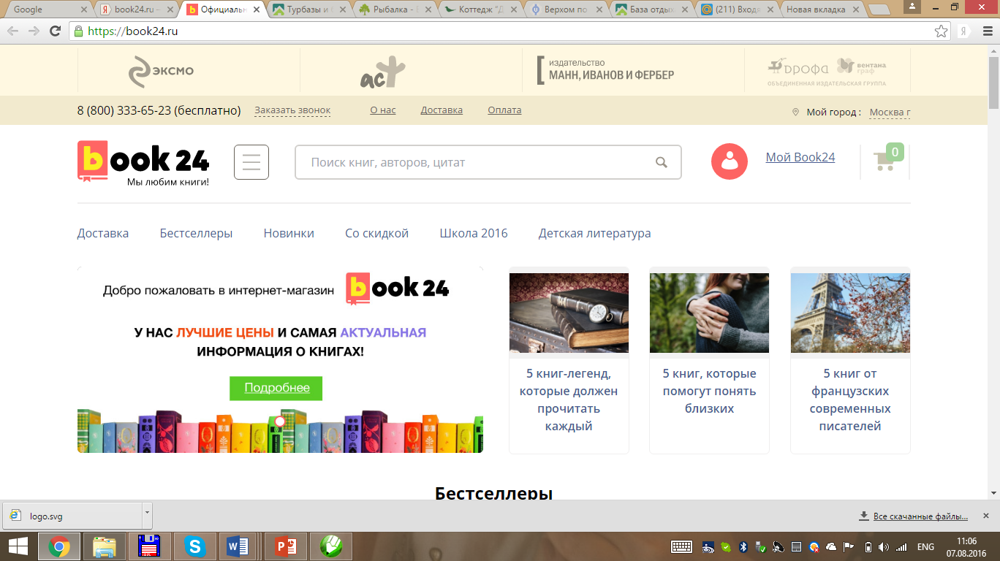 Google
book24.ru –
Официальн
Турбазы и
Рыбалка -
Коттедж "Д
Верхом по
База отдых
(211) Входя
Новая вкладка
https://book24.ru
Я
эксмо
аст
издательство
МАНН, ИВАНОВ И ФЕРБЕР
дрофа
вентана
граф
ОБЪЕДИНЕННАЯ ИЗДАТЕЛЬСКАЯ ГРУППА
8 (800) 333-65-23 (бесплатно)
Заказать звонок
О нас
Доставка
Оплата
Мой город :
Москва г
book 24
Мы любим книги!
Поиск книг, авторов, цитат
Мой Book24
0
Доставка
Бестселлеры
Новинки
Со скидкой
Школа 2016
Детская литература
Добро пожаловать в интернет-магазин
book 24
У НАС ЛУЧШИЕ ЦЕНЫ И САМАЯ АКТУАЛЬНАЯ
ИНФОРМАЦИЯ О КНИГАХ!
Подробнее
5 книг-легенд,
которые должен
прочитать
каждый
5 книг, которые
помогут понять
близких
5 книг от
французских
современных
писателей
Бестселлеры
logo.svg
Все скачанные файлы...
ENG
11:06
07.08.2016